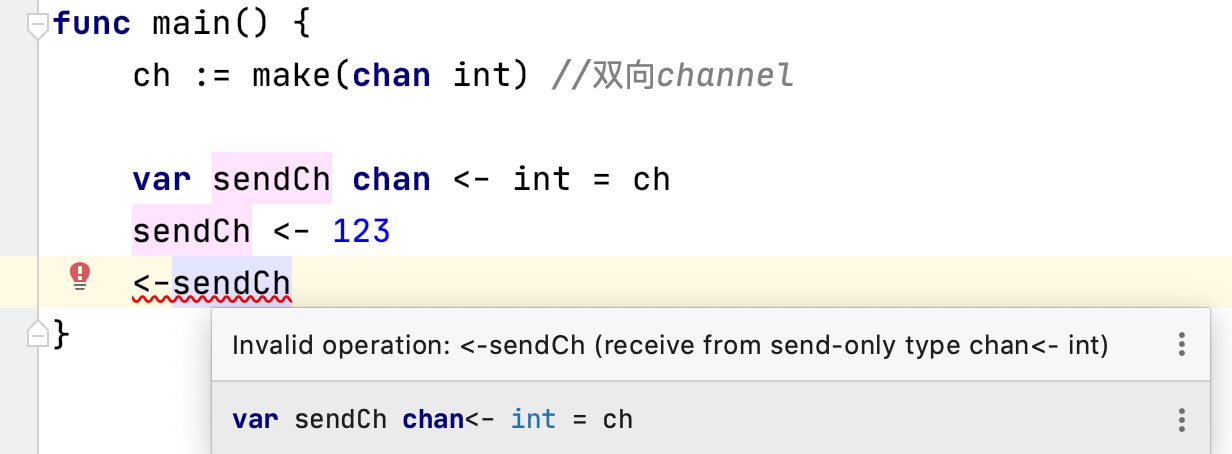 func main() {
ch := make(chan int) //双向channel
var sendCh chan <- int = ch
sendCh <- 123
<-sendCh
}
Invalid operation: <-sendCh (receive from send-only type chan<- int)
var sendCh chan<- int = ch